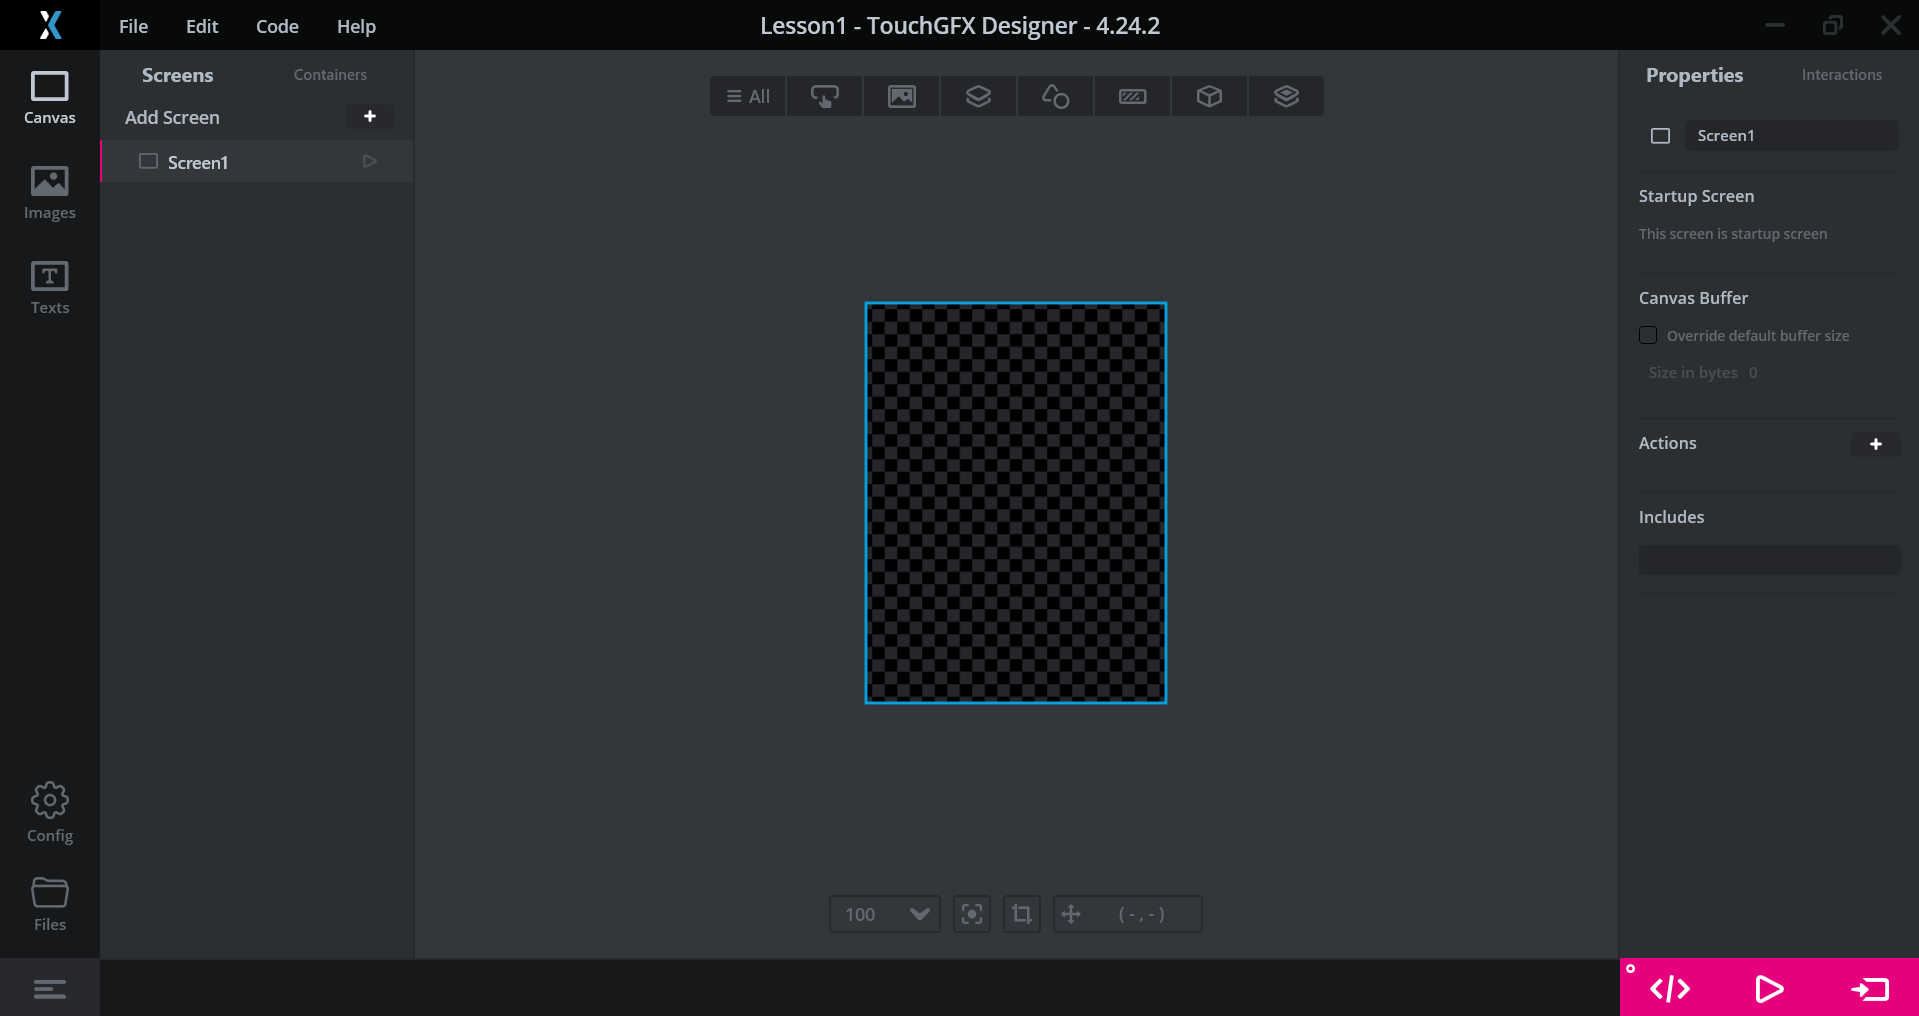 File Edit Code Help
Lesson1 - TouchGFX Designer - 4.24.2
Canvas
Images
Texts
Config
Files
Screens Containers
Add Screen +
Screen1
All
100
( - , - )
Properties Interactions
Screen1
Startup Screen
This screen is startup screen
Canvas Buffer
Override default buffer size
Size in bytes 0
Actions +
Includes